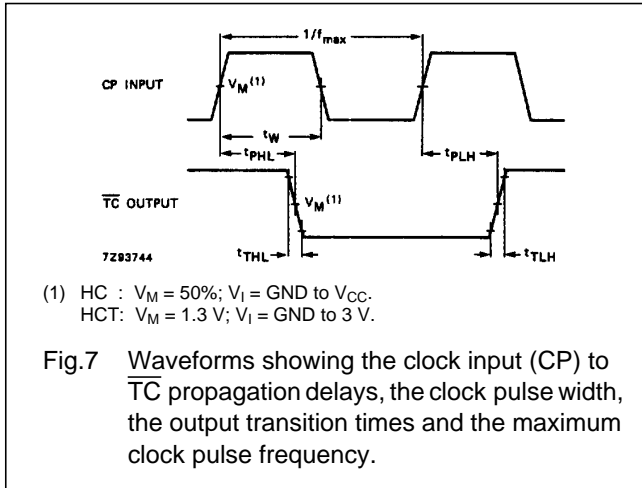 1/fmax
CP INPUT
VM(1)
tW
tPHL
tPLH
TC OUTPUT
VM(1)
7Z93744
tTHL
tTLH
(1) HC : VM = 50%; VI = GND to VCC.
HCT: VM = 1.3 V; VI = GND to 3 V.
Fig.7 Waveforms showing the clock input (CP) to
TC propagation delays, the clock pulse width,
the output transition times and the maximum
clock pulse frequency.